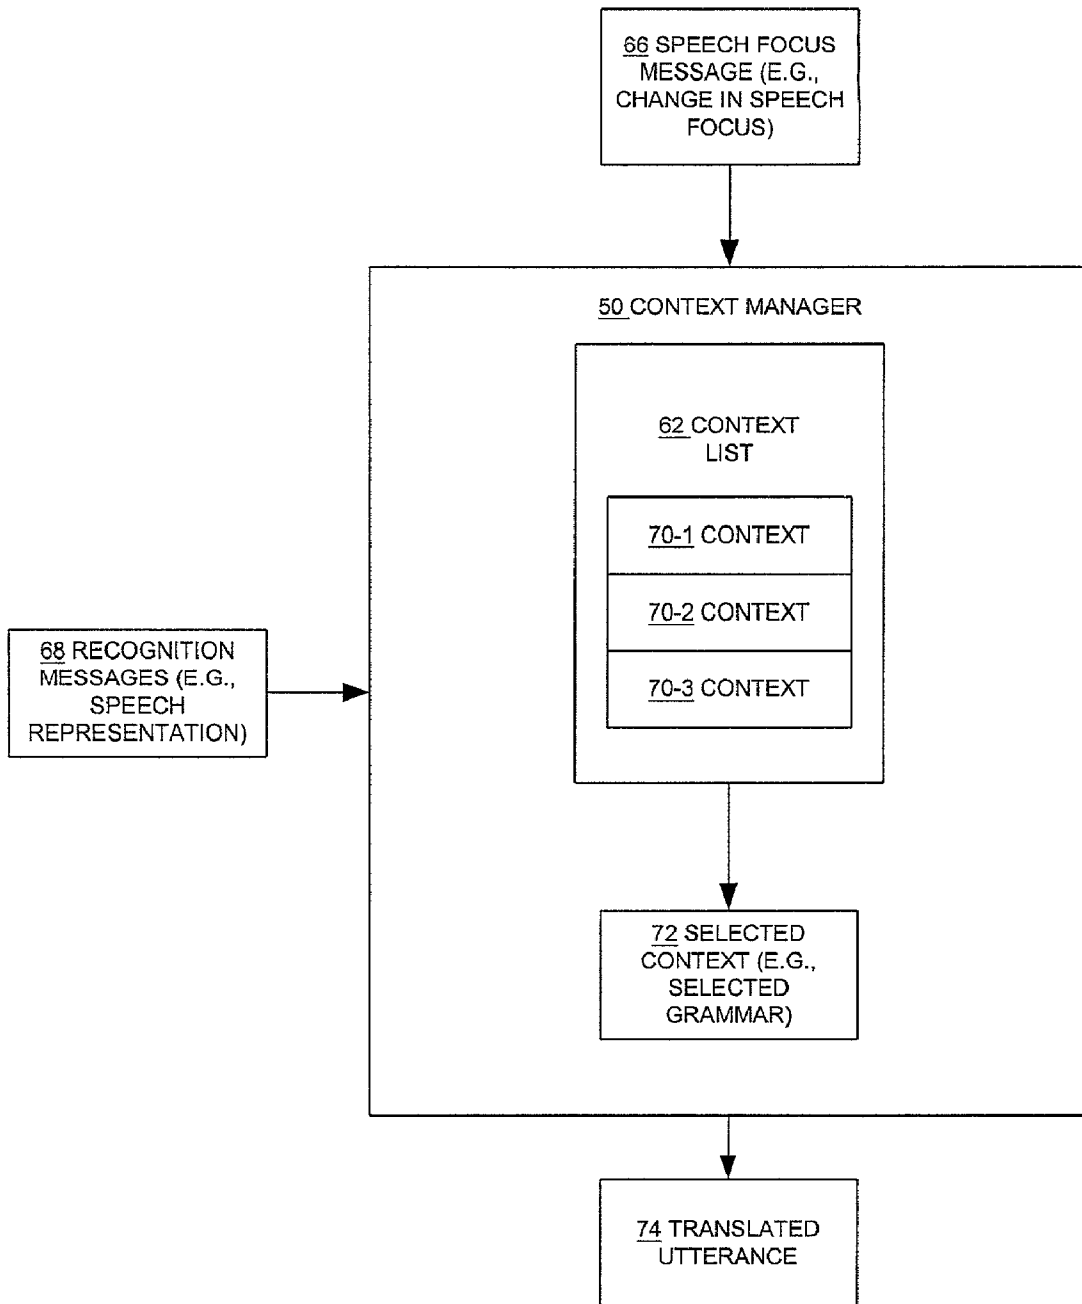 66 SPEECH FOCUS
MESSAGE (E.G.,
CHANGE IN SPEECH
FOCUS)
50 CONTEXT MANAGER
62 CONTEXT
LIST
70-1 CONTEXT
70-2 CONTEXT
70-3 CONTEXT
68 RECOGNITION
MESSAGES (E.G.,
SPEECH
REPRESENTATION)
72 SELECTED
CONTEXT (E.G.,
SELECTED
GRAMMAR)
74 TRANSLATED
UTTERANCE